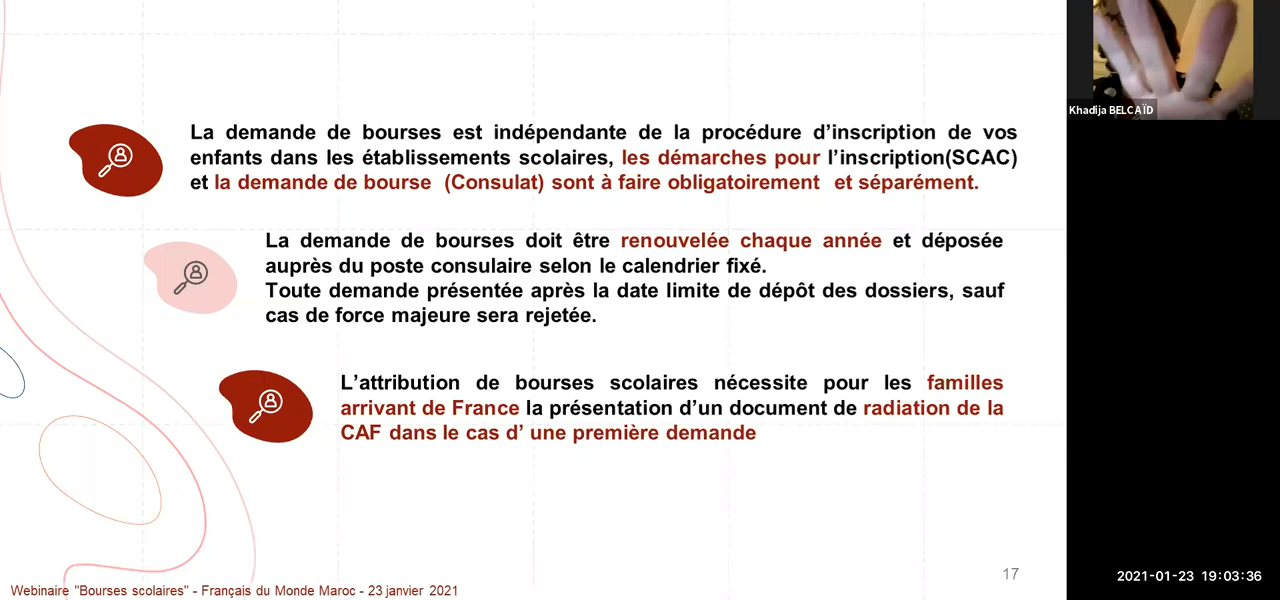 La demande de bourses est indépendante de la procédure d’inscription de vos
enfants dans les établissements scolaires, les démarches pour l’inscription(SCAC)
et la demande de bourse (Consulat) sont à faire obligatoirement et séparément.
La demande de bourses doit être renouvelée chaque année et déposée
auprès du poste consulaire selon le calendrier fixé.
Toute demande présentée après la date limite de dépôt des dossiers, sauf
cas de force majeure sera rejetée.
L’attribution de bourses scolaires nécessite pour les familles
arrivant de France la présentation d’un document de radiation de la
CAF dans le cas d’ une première demande
17
Webinaire "Bourses scolaires" - Français du Monde Maroc - 23 janvier 2021
Khadija BELCAÏD
2021-01-23 19:03:36